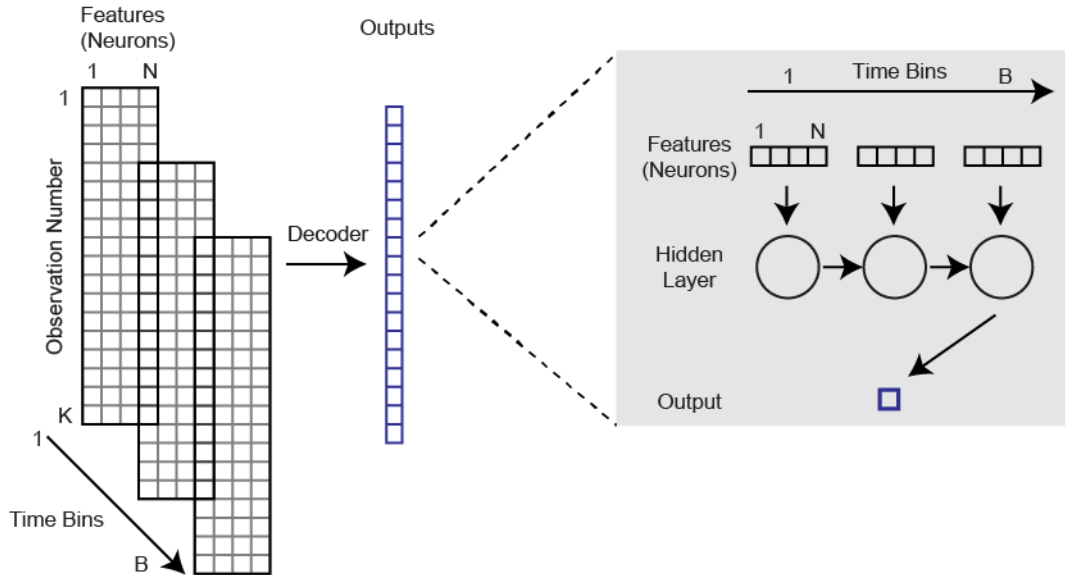 Features
(Neurons)
1 N
1
Observation Number
K
1
Time Bins
B
Decoder
Outputs
1 Time Bins B
1 N
Features
(Neurons)
Hidden
Layer
Output